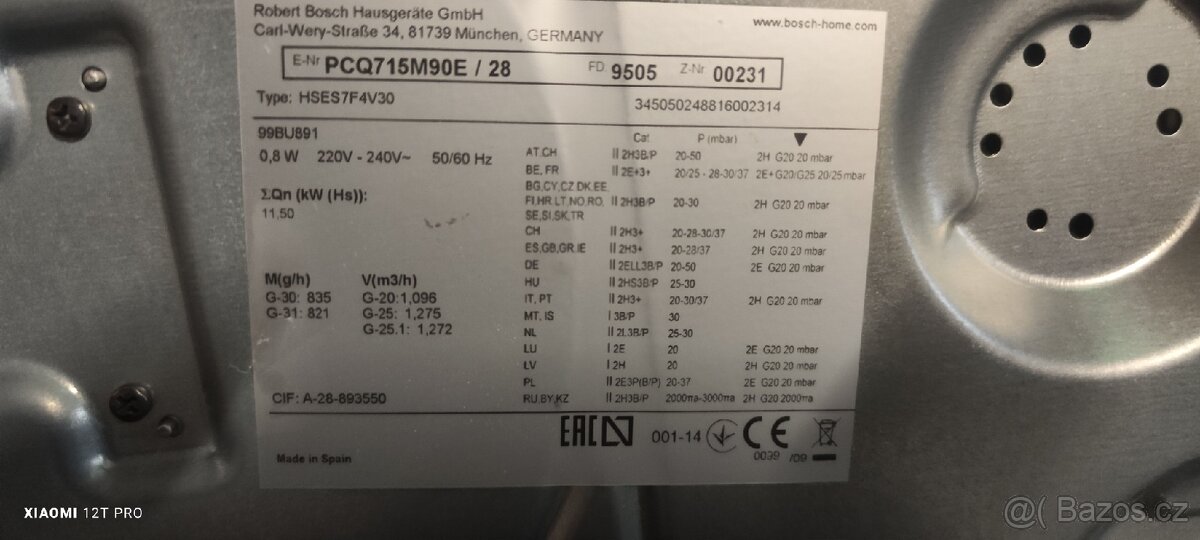 Robert Bosch Hausgeräte GmbH
Carl-Wery-Straße 34, 81739 München, GERMANY
www.bosch-home.com
E-Nr PCQ715M90E / 28 FD 9505 Z-Nr 00231
Type: HSES7F4V30 345050248816002314
99BU891
0,8 W 220V - 240V~ 50/60 Hz
ΣQn (kW (Hs)):
11,50
M(g/h) V(m3/h)
G-30: 835 G-20:1,096
G-31: 821 G-25: 1,275
G-25.1: 1,272
CIF: A-28-893550
Cat P (mbar)
AT.CH II 2H3B/P 20-50 2H G20 20 mbar
BE, FR II 2E+3+ 20/25 - 28-30/37 2E+G20/G25 20/25 mbar
BG,CY,CZ DK,EE,
FI,HR LT,NO,RO, II 2H3B/P 20-30 2H G20 20 mbar
SE,SI,SK,TR
CH II 2H3+ 20-28-30/37 2H G20 20 mbar
ES,GB,GR,IE II 2H3+ 20-28/37 2H G20 20 mbar
DE II 2ELL3B/P 20-50 2E G20 20 mbar
HU II 2HS3B/P 25-30
IT, PT II 2H3+ 20-30/37 2H G20 20 mbar
MT, IS I 3B/P 30
NL II 2L3B/P 25-30
LU I 2E 20 2E G20 20 mbar
LV I 2H 20 2H G20 20 mbar
PL II 2E3P(B/P) 20-37 2E G20 20 mbar
RU,BY,KZ II 2H3B/P 2000па-3000па 2H G20 2000па
EAC 001-14 CE
0099 /09
Made in Spain
XIAOMI 12T PRO
Bazos.cz